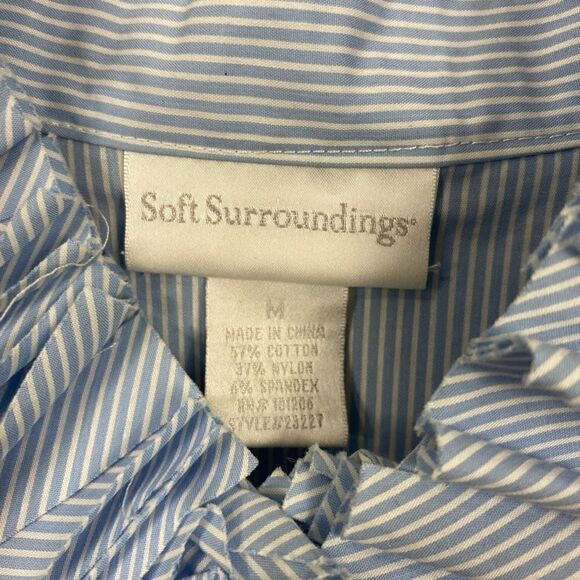 Soft Surroundings®
M
MADE IN CHINA
57% COTTON
37% NYLON
6% SPANDEX
RN# 101206
STYLE#23227